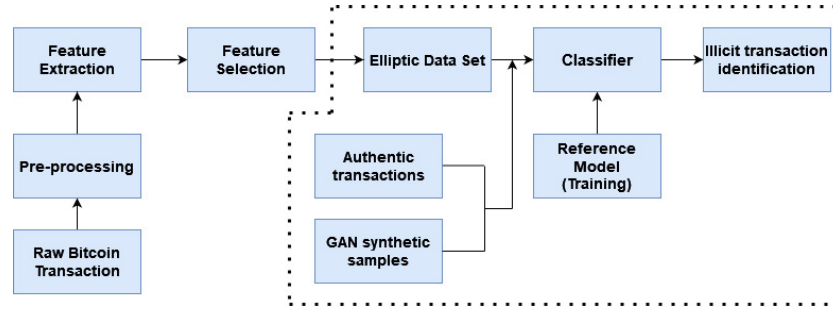 Feature
Extraction
Feature
Selection
Elliptic Data Set
Classifier
Illicit transaction
identification
Pre-processing
Authentic
transactions
Reference
Model
(Training)
Raw Bitcoin
Transaction
GAN synthetic
samples